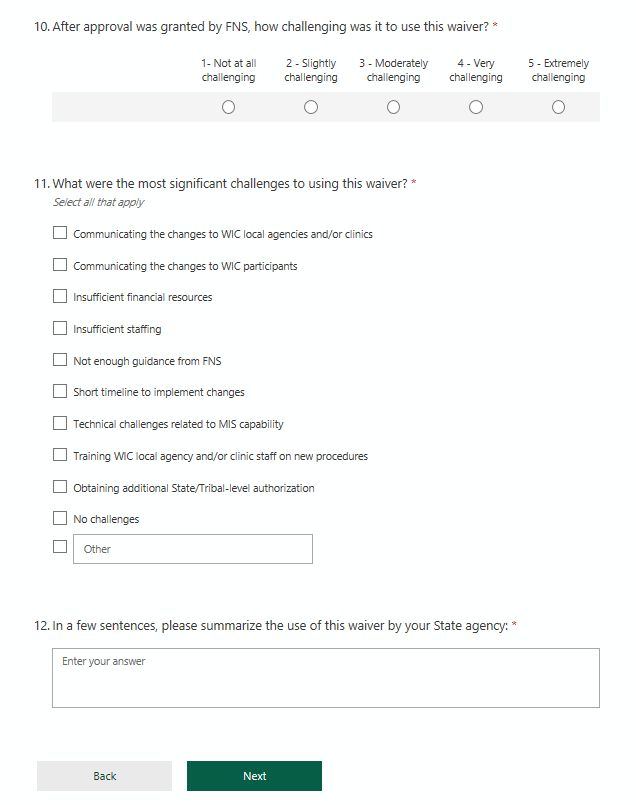 10. After approval was granted by FNS, how challenging was it to use this waiver? *
1- Not at all challenging
2 - Slightly challenging
3 - Moderately challenging
4 - Very challenging
5 - Extremely challenging
11. What were the most significant challenges to using this waiver? *
Select all that apply
Communicating the changes to WIC local agencies and/or clinics
Communicating the changes to WIC participants
Insufficient financial resources
Insufficient staffing
Not enough guidance from FNS
Short timeline to implement changes
Technical challenges related to MIS capability
Training WIC local agency and/or clinic staff on new procedures
Obtaining additional State/Tribal-level authorization
No challenges
Other
12. In a few sentences, please summarize the use of this waiver by your State agency: *
Enter your answer
Back
Next